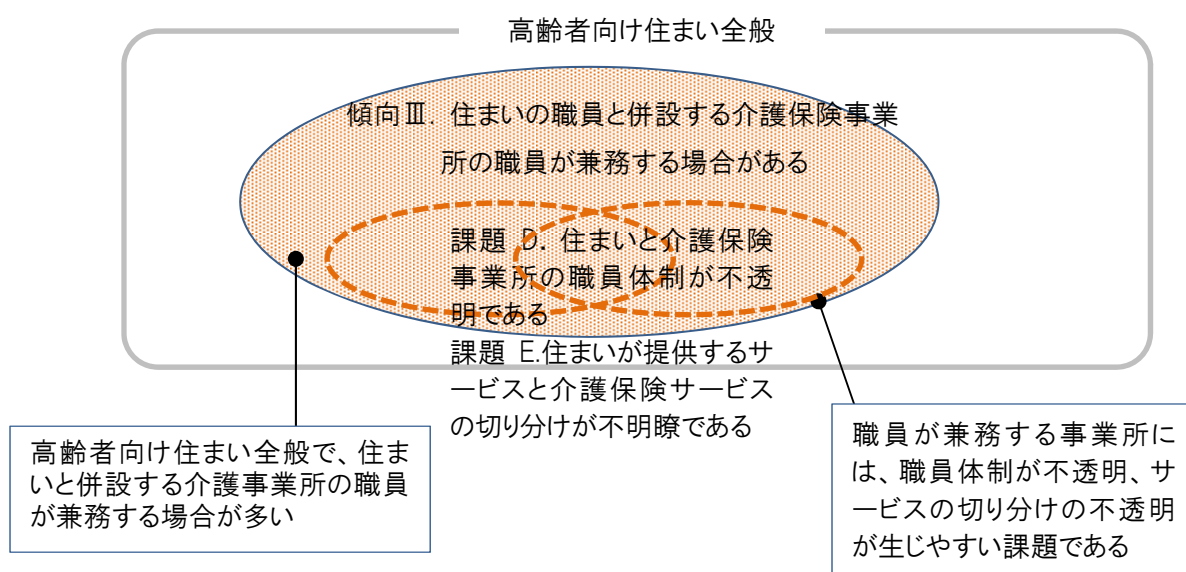 高齢者向け住まい全般
傾向Ⅲ. 住まいの職員と併設する介護保険事業
所の職員が兼務する場合がある
課題 D. 住まいと介護保険
事業所の職員体制が不透
明である
課題 E.住まいが提供するサ
ービスと介護保険サービス
の切り分けが不明瞭である
高齢者向け住まい全般で、住ま
いと併設する介護事業所の職員
が兼務する場合が多い
職員が兼務する事業所に
は、職員体制が不透明、サ
ービスの切り分けの不透明
が生じやすい課題である